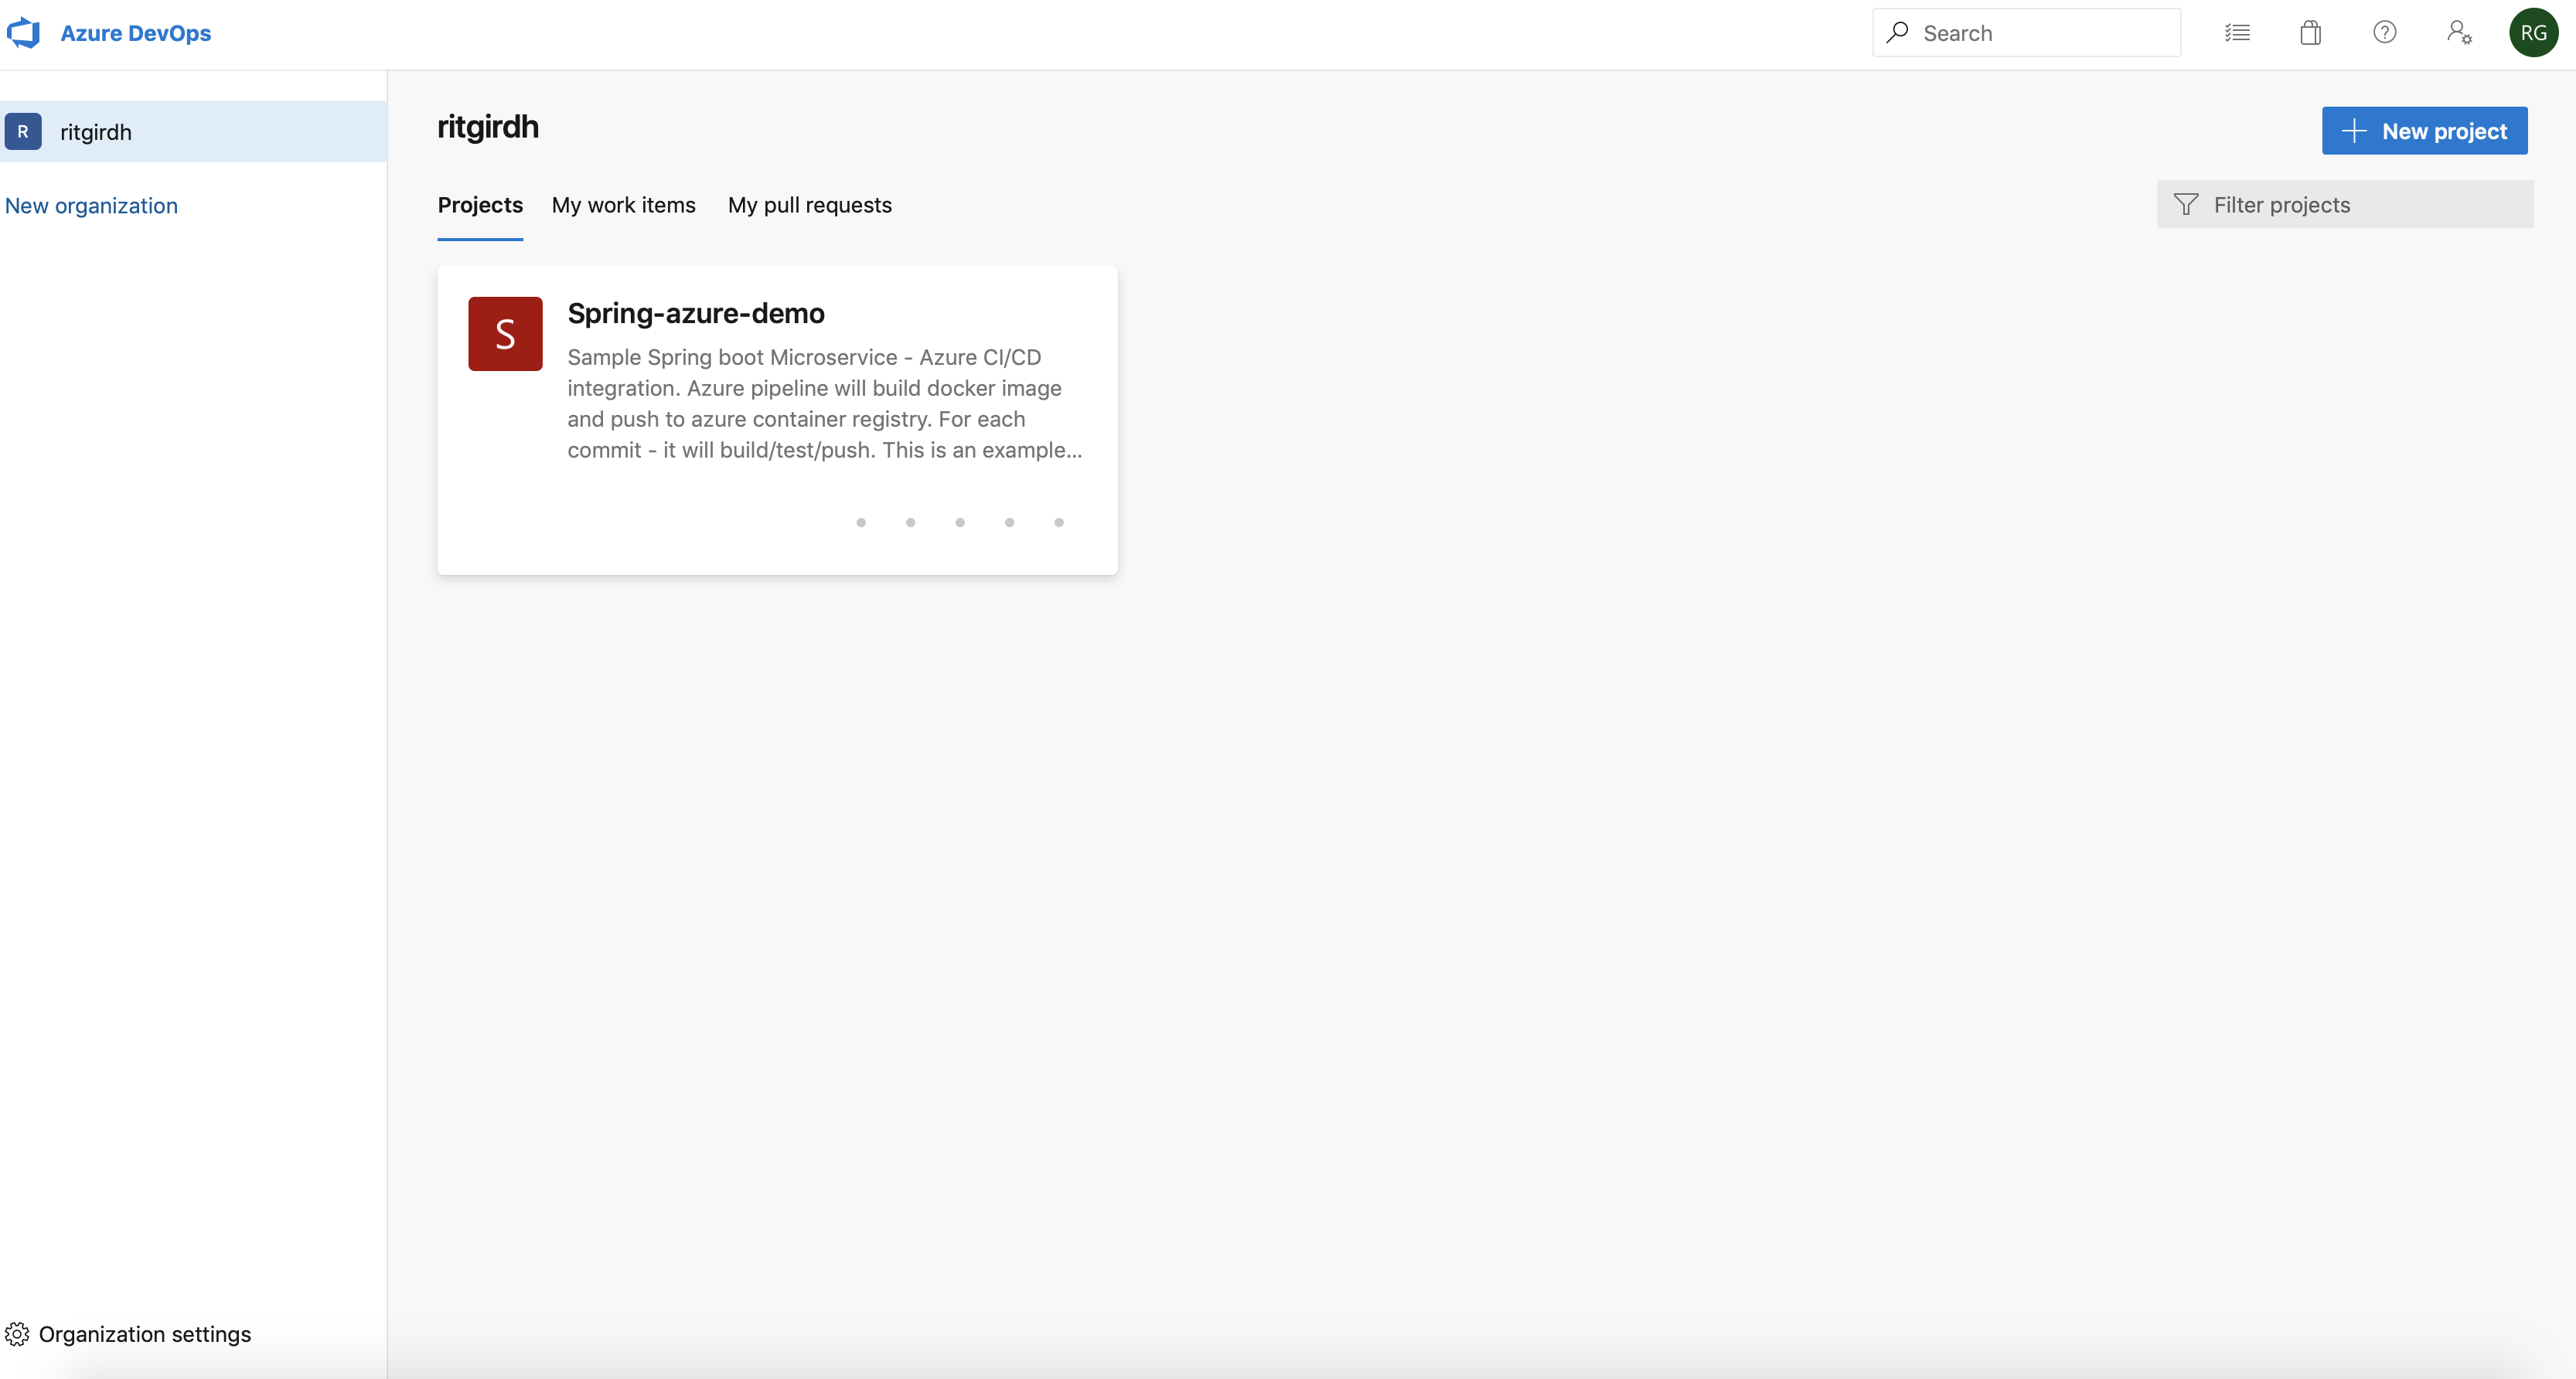 Azure DevOps
Search
RG
R ritgirdh
New organization
ritgirdh
New project
Projects My work items My pull requests
Filter projects
S
Spring-azure-demo
Sample Spring boot Microservice - Azure CI/CD
integration. Azure pipeline will build docker image
and push to azure container registry. For each
commit - it will build/test/push. This is an example...
Organization settings